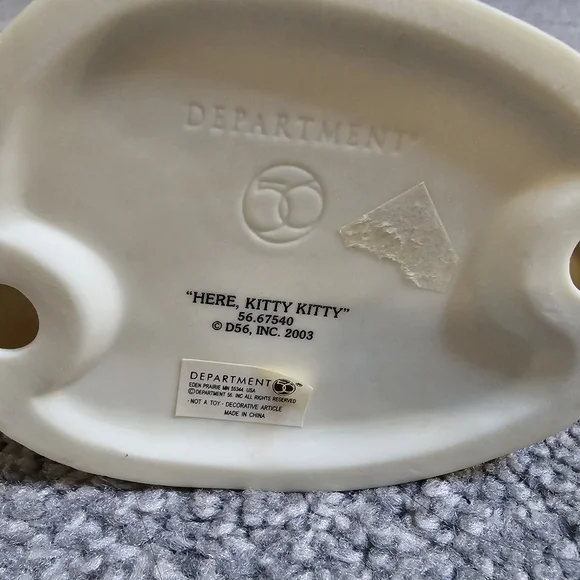 DEPARTMENT®
56
"HERE, KITTY KITTY"
56.67540
© D56, INC. 2003
DEPARTMENT 56™
EDEN PRAIRIE MN 55344 USA
©DEPARTMENT 56, INC ALL RIGHTS RESERVED
· NOT A TOY - DECORATIVE ARTICLE
MADE IN CHINA